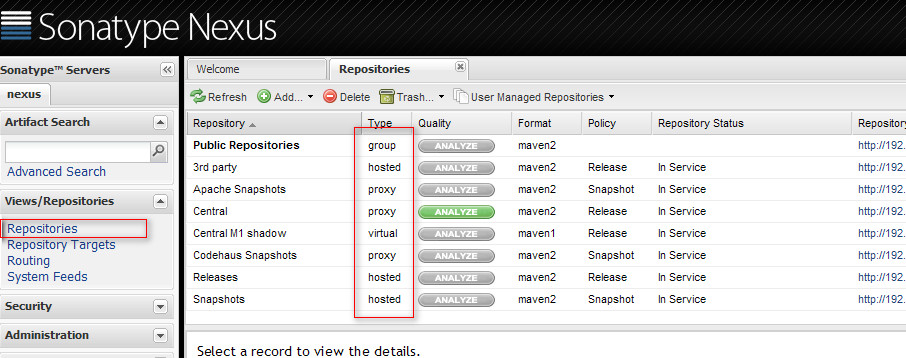 Sonatype Nexus
Sonatype™ Servers
nexus
Artifact Search
Advanced Search
Views/Repositories
Repositories
Repository Targets
Routing
System Feeds
Security
Administration
Welcome Repositories
Refresh Add... Delete Trash... User Managed Repositories
Repository Type Quality Format Policy Repository Status Repository
Public Repositories group ANALYZE maven2 http://192.
3rd party hosted ANALYZE maven2 Release In Service http://192.
Apache Snapshots proxy ANALYZE maven2 Snapshot In Service http://192.
Central proxy ANALYZE maven2 Release In Service http://192.
Central M1 shadow virtual ANALYZE maven1 Release In Service http://192.
Codehaus Snapshots proxy ANALYZE maven2 Snapshot In Service http://192.
Releases hosted ANALYZE maven2 Release In Service http://192.
Snapshots hosted ANALYZE maven2 Snapshot In Service http://192.
Select a record to view the details.